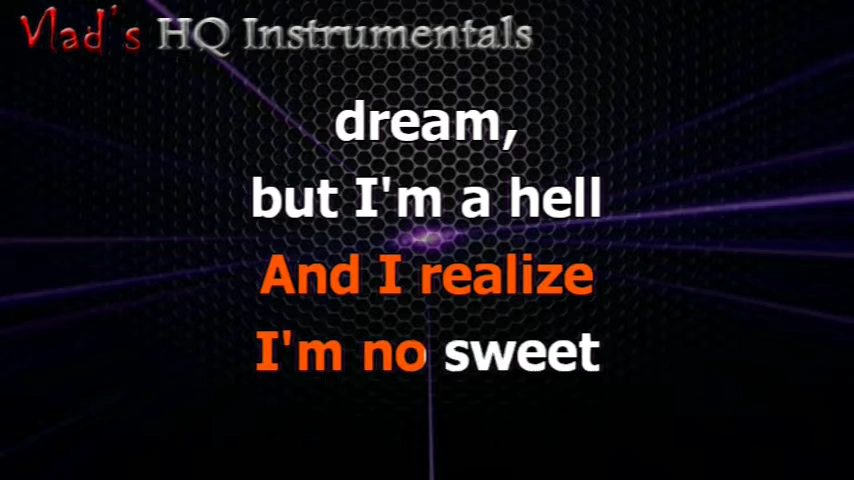 Vlad's HQ Instrumentals
dream,
but I'm a hell
And I realize
I'm no sweet